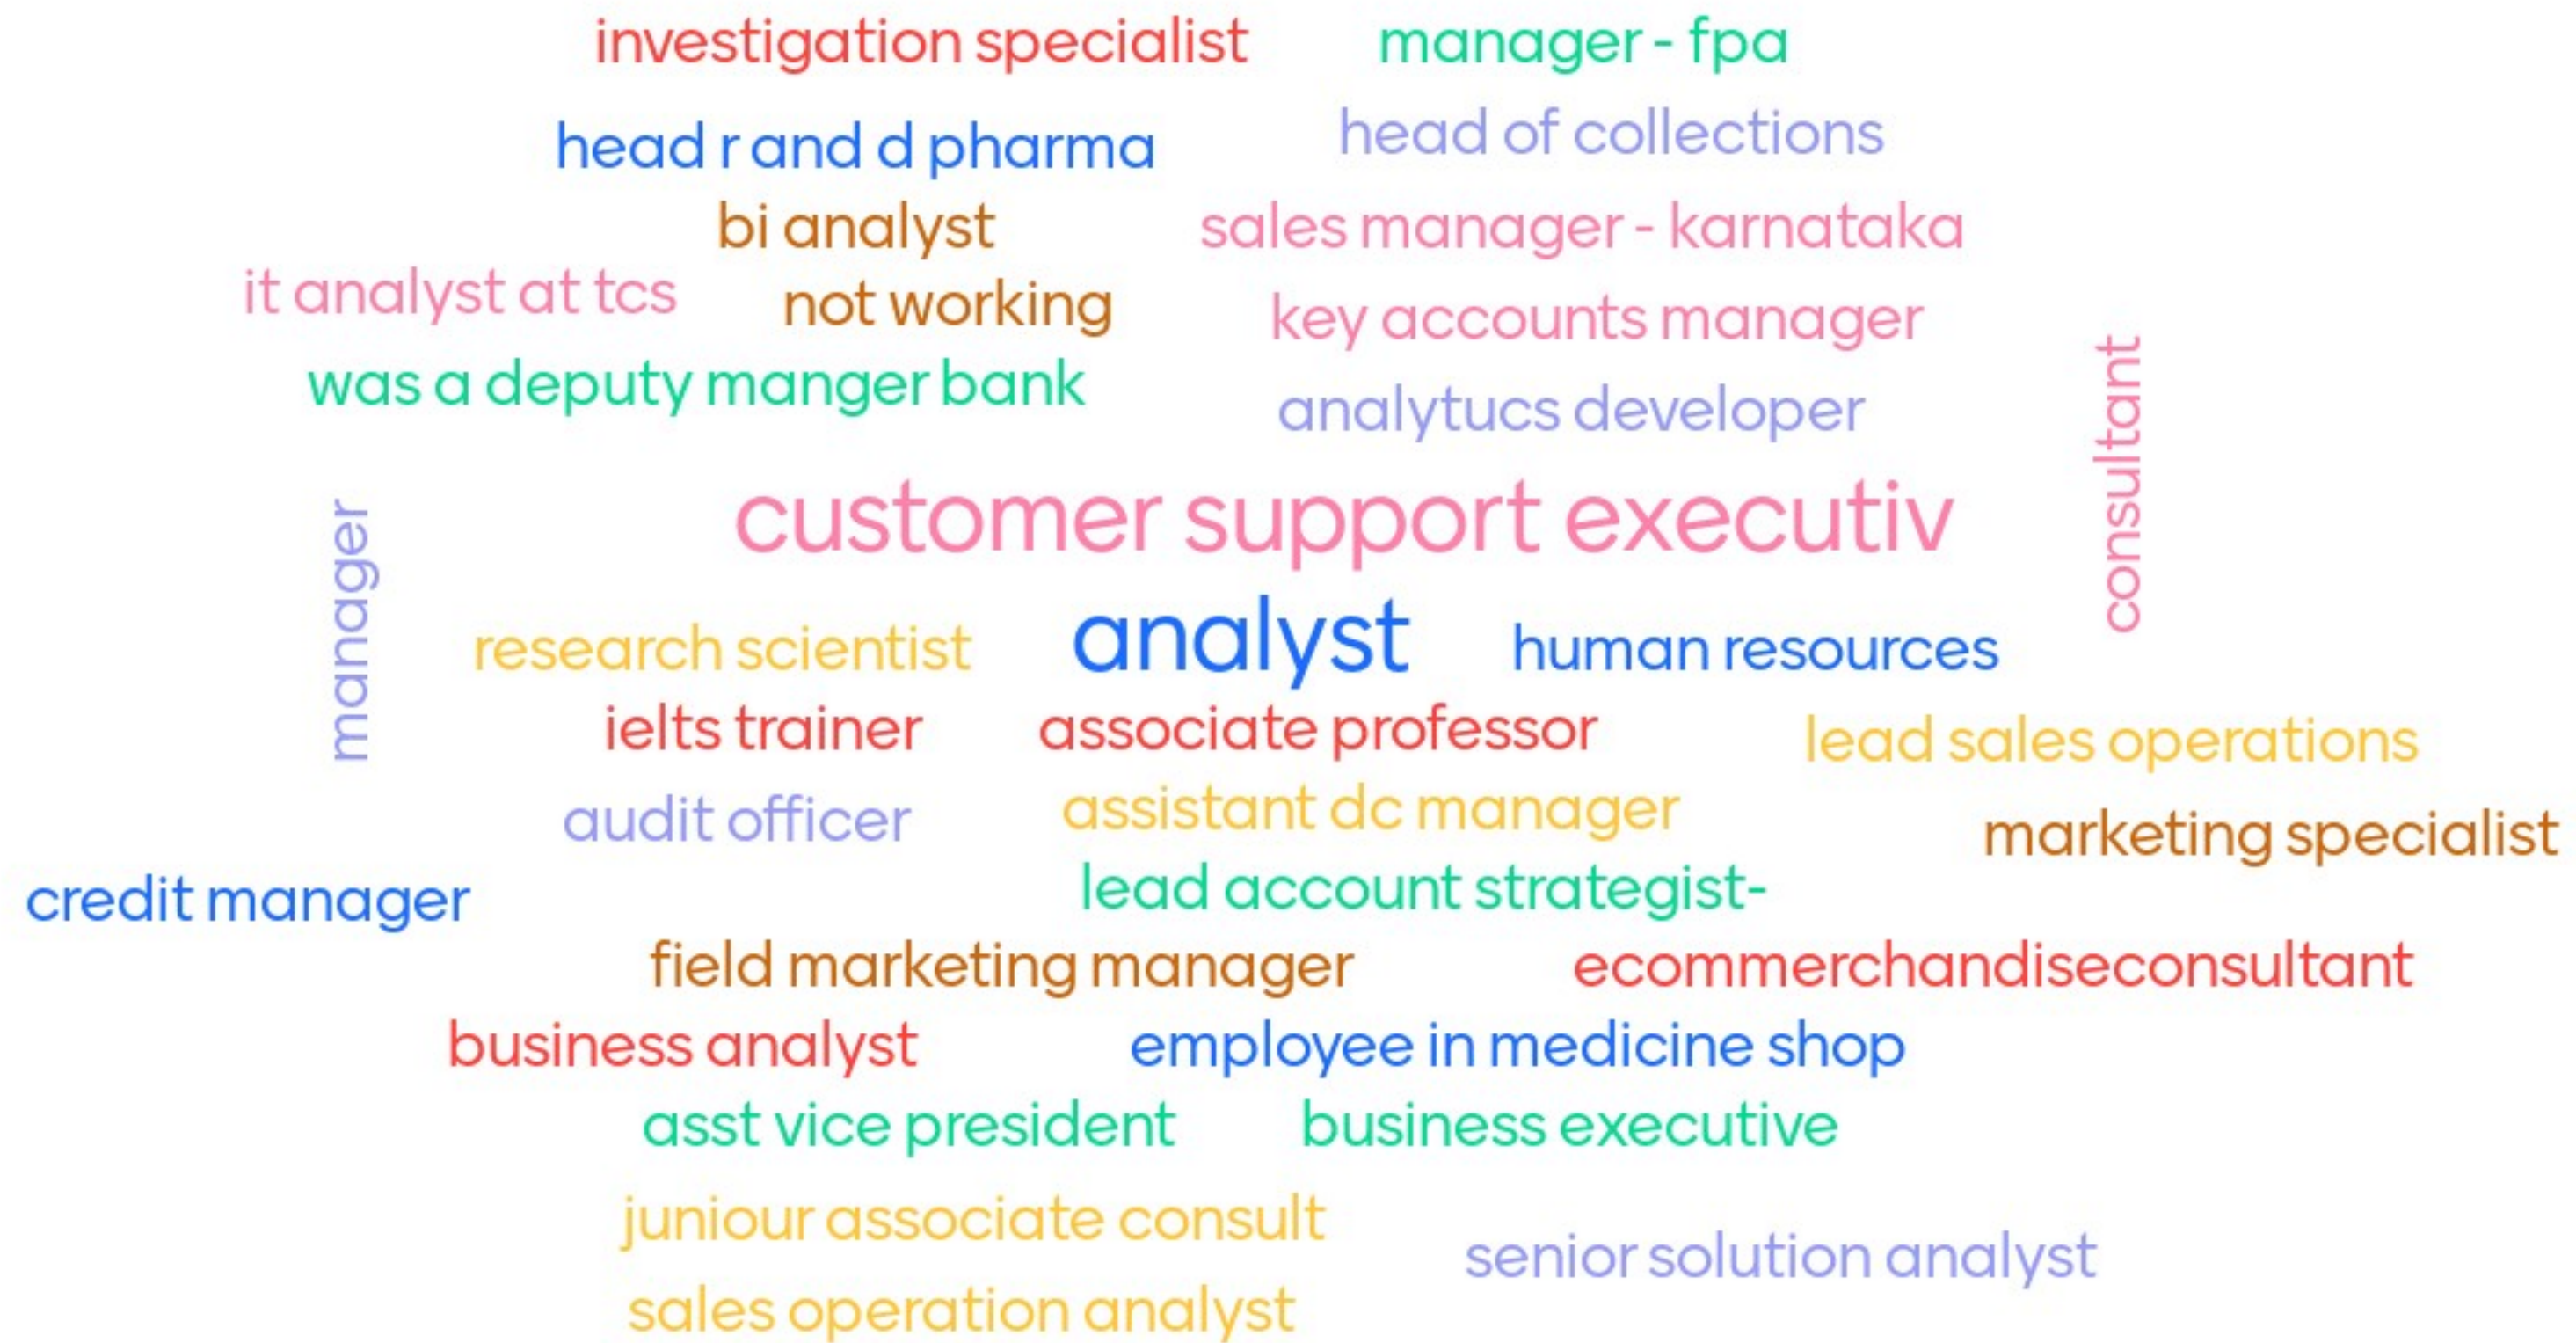 investigation specialist
manager - fpa
head r and d pharma
head of collections
bi analyst
sales manager - karnataka
it analyst at tcs
not working
key accounts manager
was a deputy manger bank
analytucs developer
consultant
customer support executiv
manager
research scientist
analyst
human resources
ielts trainer
associate professor
lead sales operations
audit officer
assistant dc manager
marketing specialist
credit manager
lead account strategist-
field marketing manager
ecommerchandiseconsultant
business analyst
employee in medicine shop
asst vice president
business executive
juniour associate consult
senior solution analyst
sales operation analyst